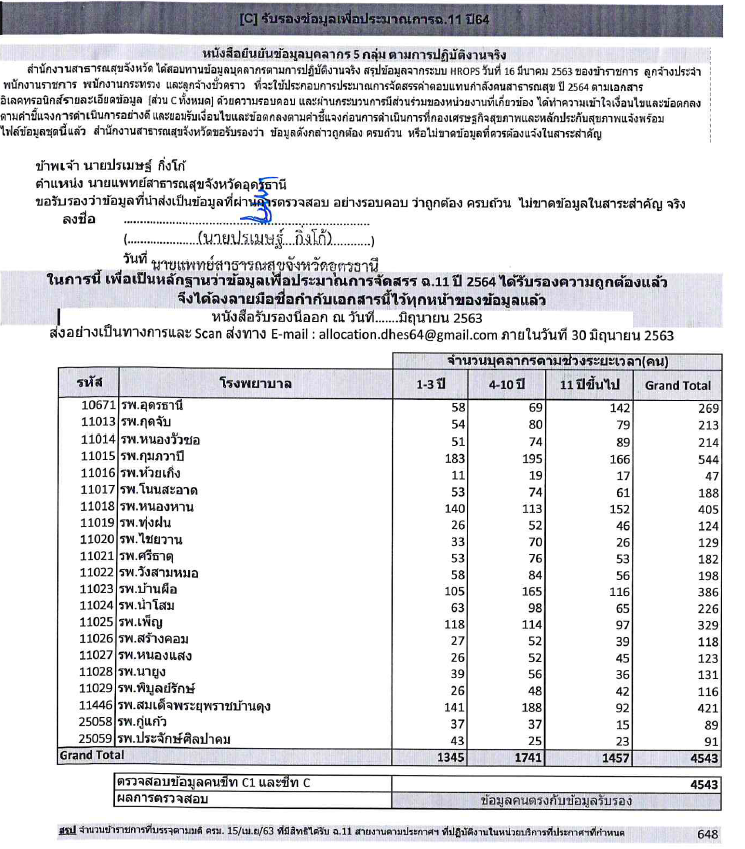 [C] รับรองข้อมูลเพื่อประมาณการฉ.11 ปี64
หนังสือยืนยันข้อมูลบุคลากร 5 กลุ่ม ตามการปฏิบัติงานจริง
สำนักงานสาธารณสุขจังหวัด ได้สอบทานข้อมูลบุคลากรตามการปฏิบัติงานจริง สรุปข้อมูลจากระบบ HROPS วันที่ 16 มีนาคม 2563 ของข้าราชการ ลูกจ้างประจำ
พนักงานราชการ พนักงานกระทรวง และลูกจ้างชั่วคราว ที่จะใช้ประกอบการประมาณการจัดสรรค่าตอบแทนกำลังคนสาธารณสุข ปี 2564 ตามเอกสาร
อิเลคทรอนิกส์รายละเอียดข้อมูล [ส่วน C ทั้งหมด] ด้วยความรอบคอบ และผ่านกระบวนการมีส่วนร่วมของหน่วยงานที่เกี่ยวข้อง ได้ทำความเข้าใจเงื่อนไขและข้อตกลง
ตามคำชี้แจงการดำเนินการอย่างดี และยอมรับเงื่อนไขและข้อตกลงตามคำชี้แจงก่อนการดำเนินการที่กองเศรษฐกิจสุขภาพและหลักประกันสุขภาพแจ้งพร้อม
ไฟล์ข้อมูลชุดนี้แล้ว สำนักงานสาธารณสุขจังหวัดขอรับรองว่า ข้อมูลดังกล่าวถูกต้อง ครบถ้วน หรือไม่ขาดข้อมูลที่ควรต้องแจ้งในสาระสำคัญ
ข้าพเจ้า นายปรเมษฐ์ กิ่งโก้
ตำแหน่ง นายแพทย์สาธารณสุขจังหวัดอุดรธานี
ขอรับรองว่าข้อมูลที่นำส่งเป็นข้อมูลที่ผ่านการตรวจสอบ อย่างรอบคอบ ว่าถูกต้อง ครบถ้วน ไม่ขาดข้อมูลในสาระสำคัญ จริง
ลงชื่อ ......................................................
(.................(นายปรเมษฐ์ กิ่งโก้)...........)
วันที่ นายแพทย์สาธารณสุขจังหวัดอุดรธานี
ในการนี้ เพื่อเป็นหลักฐานว่าข้อมูลเพื่อประมาณการจัดสรร ฉ.11 ปี 2564 ได้รับรองความถูกต้องแล้ว
จึงได้ลงลายมือชื่อกำกับเอกสารนี้ไว้ทุกหน้าของข้อมูลแล้ว
หนังสือรับรองนี้ออก ณ วันที่.......มิถุนายน 2563
ส่งอย่างเป็นทางการและ Scan ส่งทาง E-mail : allocation.dhes64@gmail.com ภายในวันที่ 30 มิถุนายน 2563
จำนวนบุคลากรตามช่วงระยะเวลา(คน)
รหัส โรงพยาบาล 1-3 ปี 4-10 ปี 11 ปีขึ้นไป Grand Total
10671 รพ.อุดรธานี 58 69 142 269
11013 รพ.กุดจับ 54 80 79 213
11014 รพ.หนองวัวซอ 51 74 89 214
11015 รพ.กุมภวาปี 183 195 166 544
11016 รพ.ห้วยเกิ้ง 11 19 17 47
11017 รพ.โนนสะอาด 53 74 61 188
11018 รพ.หนองหาน 140 113 152 405
11019 รพ.ทุ่งฝน 26 52 46 124
11020 รพ.ไชยวาน 33 70 26 129
11021 รพ.ศรีธาตุ 53 76 53 182
11022 รพ.วังสามหมอ 58 84 56 198
11023 รพ.บ้านผือ 105 165 116 386
11024 รพ.น้ำโสม 63 98 65 226
11025 รพ.เพ็ญ 118 114 97 329
11026 รพ.สร้างคอม 27 52 39 118
11027 รพ.หนองแสง 26 52 45 123
11028 รพ.นายูง 39 56 36 131
11029 รพ.พิบูลย์รักษ์ 26 48 42 116
11446 รพ.สมเด็จพระยุพราชบ้านดุง 141 188 92 421
25058 รพ.กู่แก้ว 37 37 15 89
25059 รพ.ประจักษ์ศิลปาคม 43 25 23 91
Grand Total 1345 1741 1457 4543
ตรวจสอบข้อมูลคนชีท C1 และชีท C 4543
ผลการตรวจสอบ ข้อมูลคนตรงกับข้อมูลรับรอง
สรุป จำนวนข้าราชการที่บรรจุตามมติ ครม. 15/เม.ย/63 ที่มีสิทธิได้รับ ฉ.11 สายงานตามประกาศฯ ที่ปฏิบัติงานในหน่วยบริการที่ประกาศฯที่กำหนด 648